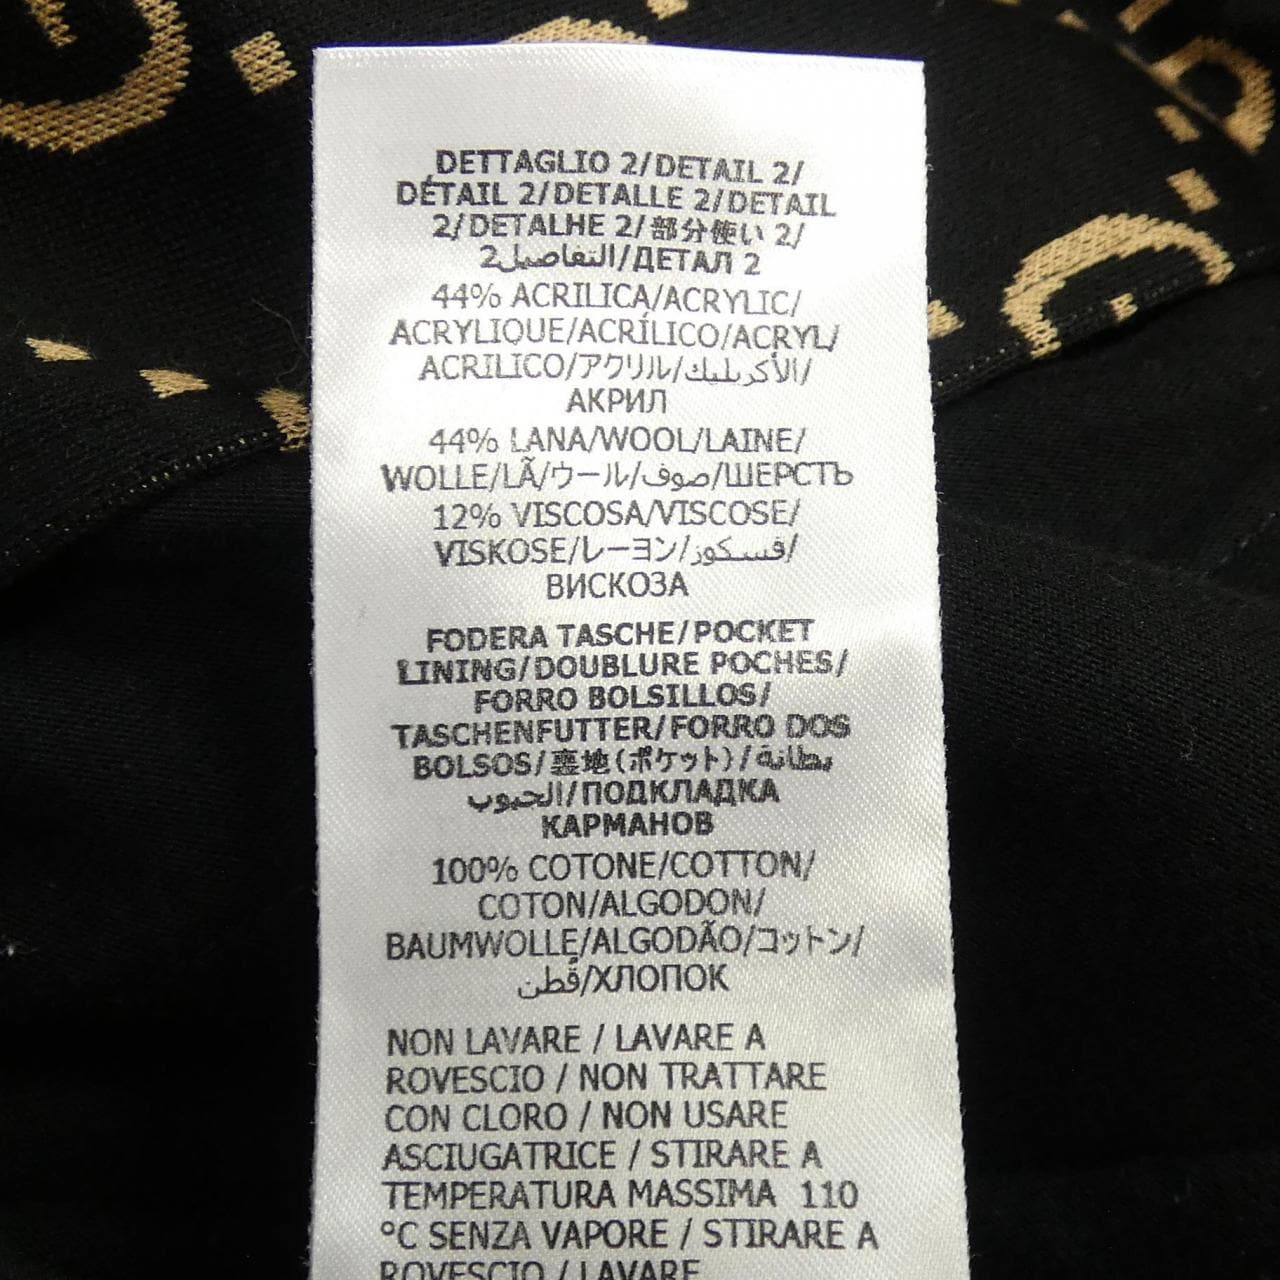 DETTAGLIO 2/DETAIL 2/
DÉTAIL 2/DETALLE 2/DETAIL
2/DETALHE 2/部分使い 2/
التفاصيل2/ДЕТАЛ 2
44% ACRILICA/ACRYLIC/
ACRYLIQUE/ACRÍLICO/ACRYL/
ACRILICO/アクリル/الأكريليك/
АКРИЛ
44% LANA/WOOL/LAINE/
WOLLE/LÃ/ウール/صوف/ШЕРСТЬ
12% VISCOSA/VISCOSE/
VISKOSE/レーヨン/فسكوز/
ВИСКОЗА
FODERA TASCHE/POCKET
LINING/DOUBLURE POCHES/
FORRO BOLSILLOS/
TASCHENFUTTER/FORRO DOS
BOLSOS/裏地(ポケット)/بطانة
الجيوب/ПОДКЛАДКА
КАРМАНОВ
100% COTONE/COTTON/
COTON/ALGODON/
BAUMWOLLE/ALGODÃO/コットン/
قطن/ХЛОПОК
NON LAVARE / LAVARE A
ROVESCIO / NON TRATTARE
CON CLORO / NON USARE
ASCIUGATRICE / STIRARE A
TEMPERATURA MASSIMA 110
°C SENZA VAPORE / STIRARE A
ROVESCIO / LAVARE